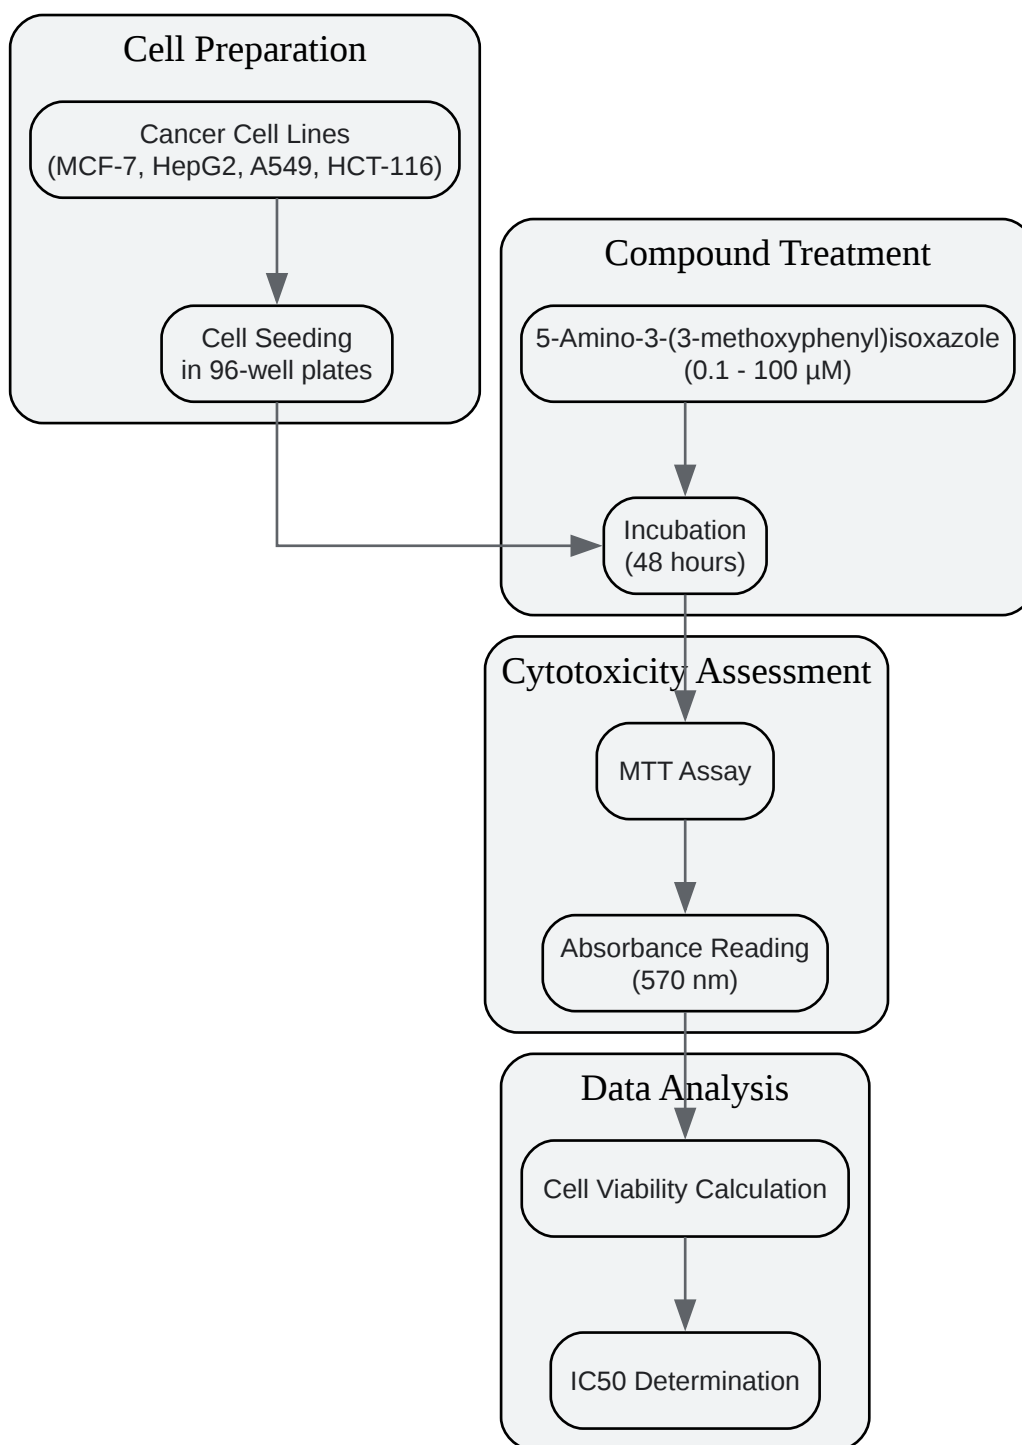 Cell Preparation
Cancer Cell Lines
(MCF-7, HepG2, A549, HCT-116)
Cell Seeding
in 96-well plates
Compound Treatment
5-Amino-3-(3-methoxyphenyl)isoxazole
(0.1 - 100 µM)
Incubation
(48 hours)
Cytotoxicity Assessment
MTT Assay
Absorbance Reading
(570 nm)
Data Analysis
Cell Viability Calculation
IC50 Determination